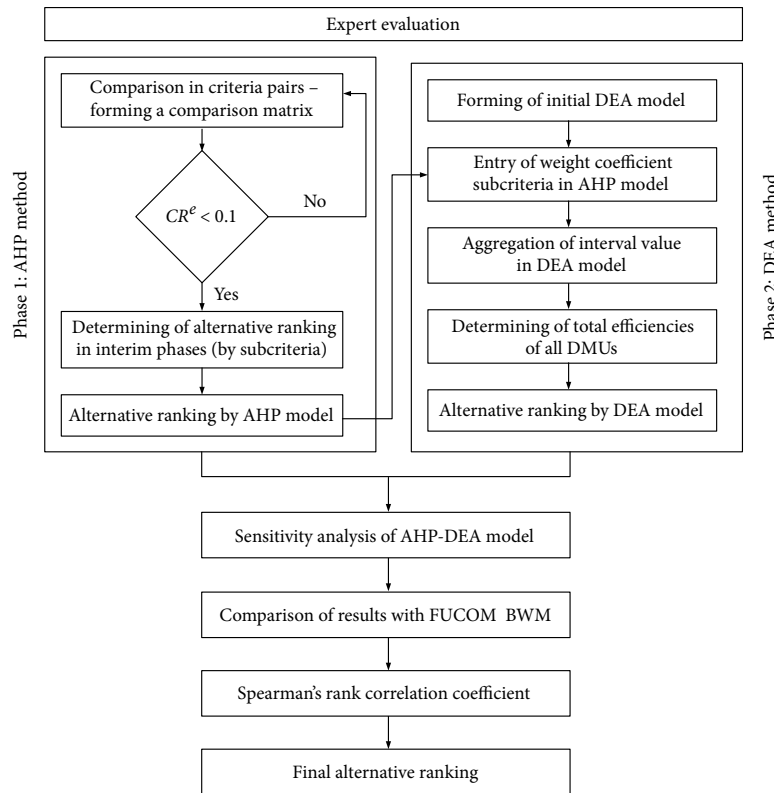 Expert evaluation
Phase 1: AHP method
Comparison in criteria pairs –
forming a comparison matrix
CRᵉ < 0.1
No
Yes
Determining of alternative ranking
in interim phases (by subcriteria)
Alternative ranking by AHP model
Forming of initial DEA model
Entry of weight coefficient
subcriteria in AHP model
Aggregation of interval value
in DEA model
Determining of total efficiencies
of all DMUs
Alternative ranking by DEA model
Phase 2: DEA method
Sensitivity analysis of AHP-DEA model
Comparison of results with FUCOM BWM
Spearman's rank correlation coefficient
Final alternative ranking